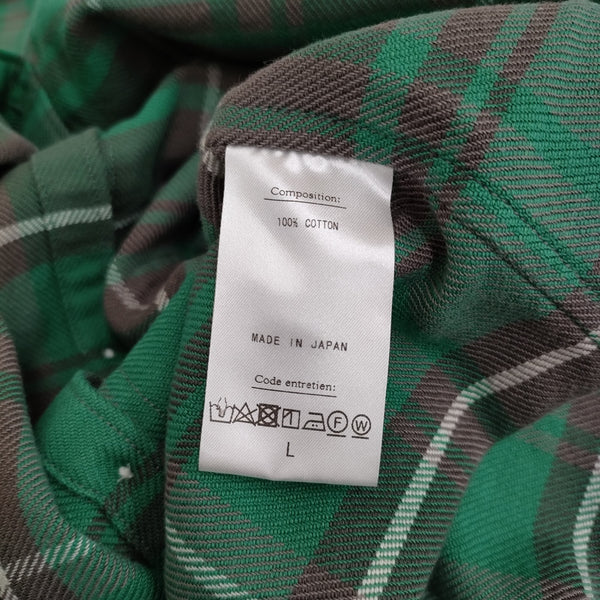 Composition:
100% COTTON
MADE IN JAPAN
Code entretien:
F W
L